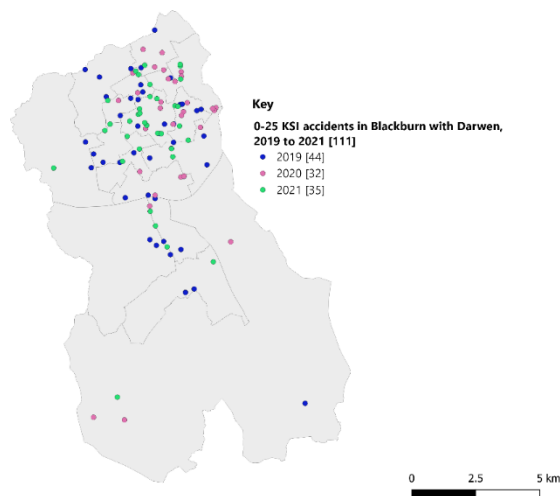 Key
0-25 KSI accidents in Blackburn with Darwen,
2019 to 2021 [111]
2019 [44]
2020 [32]
2021 [35]
0 2.5 5 km